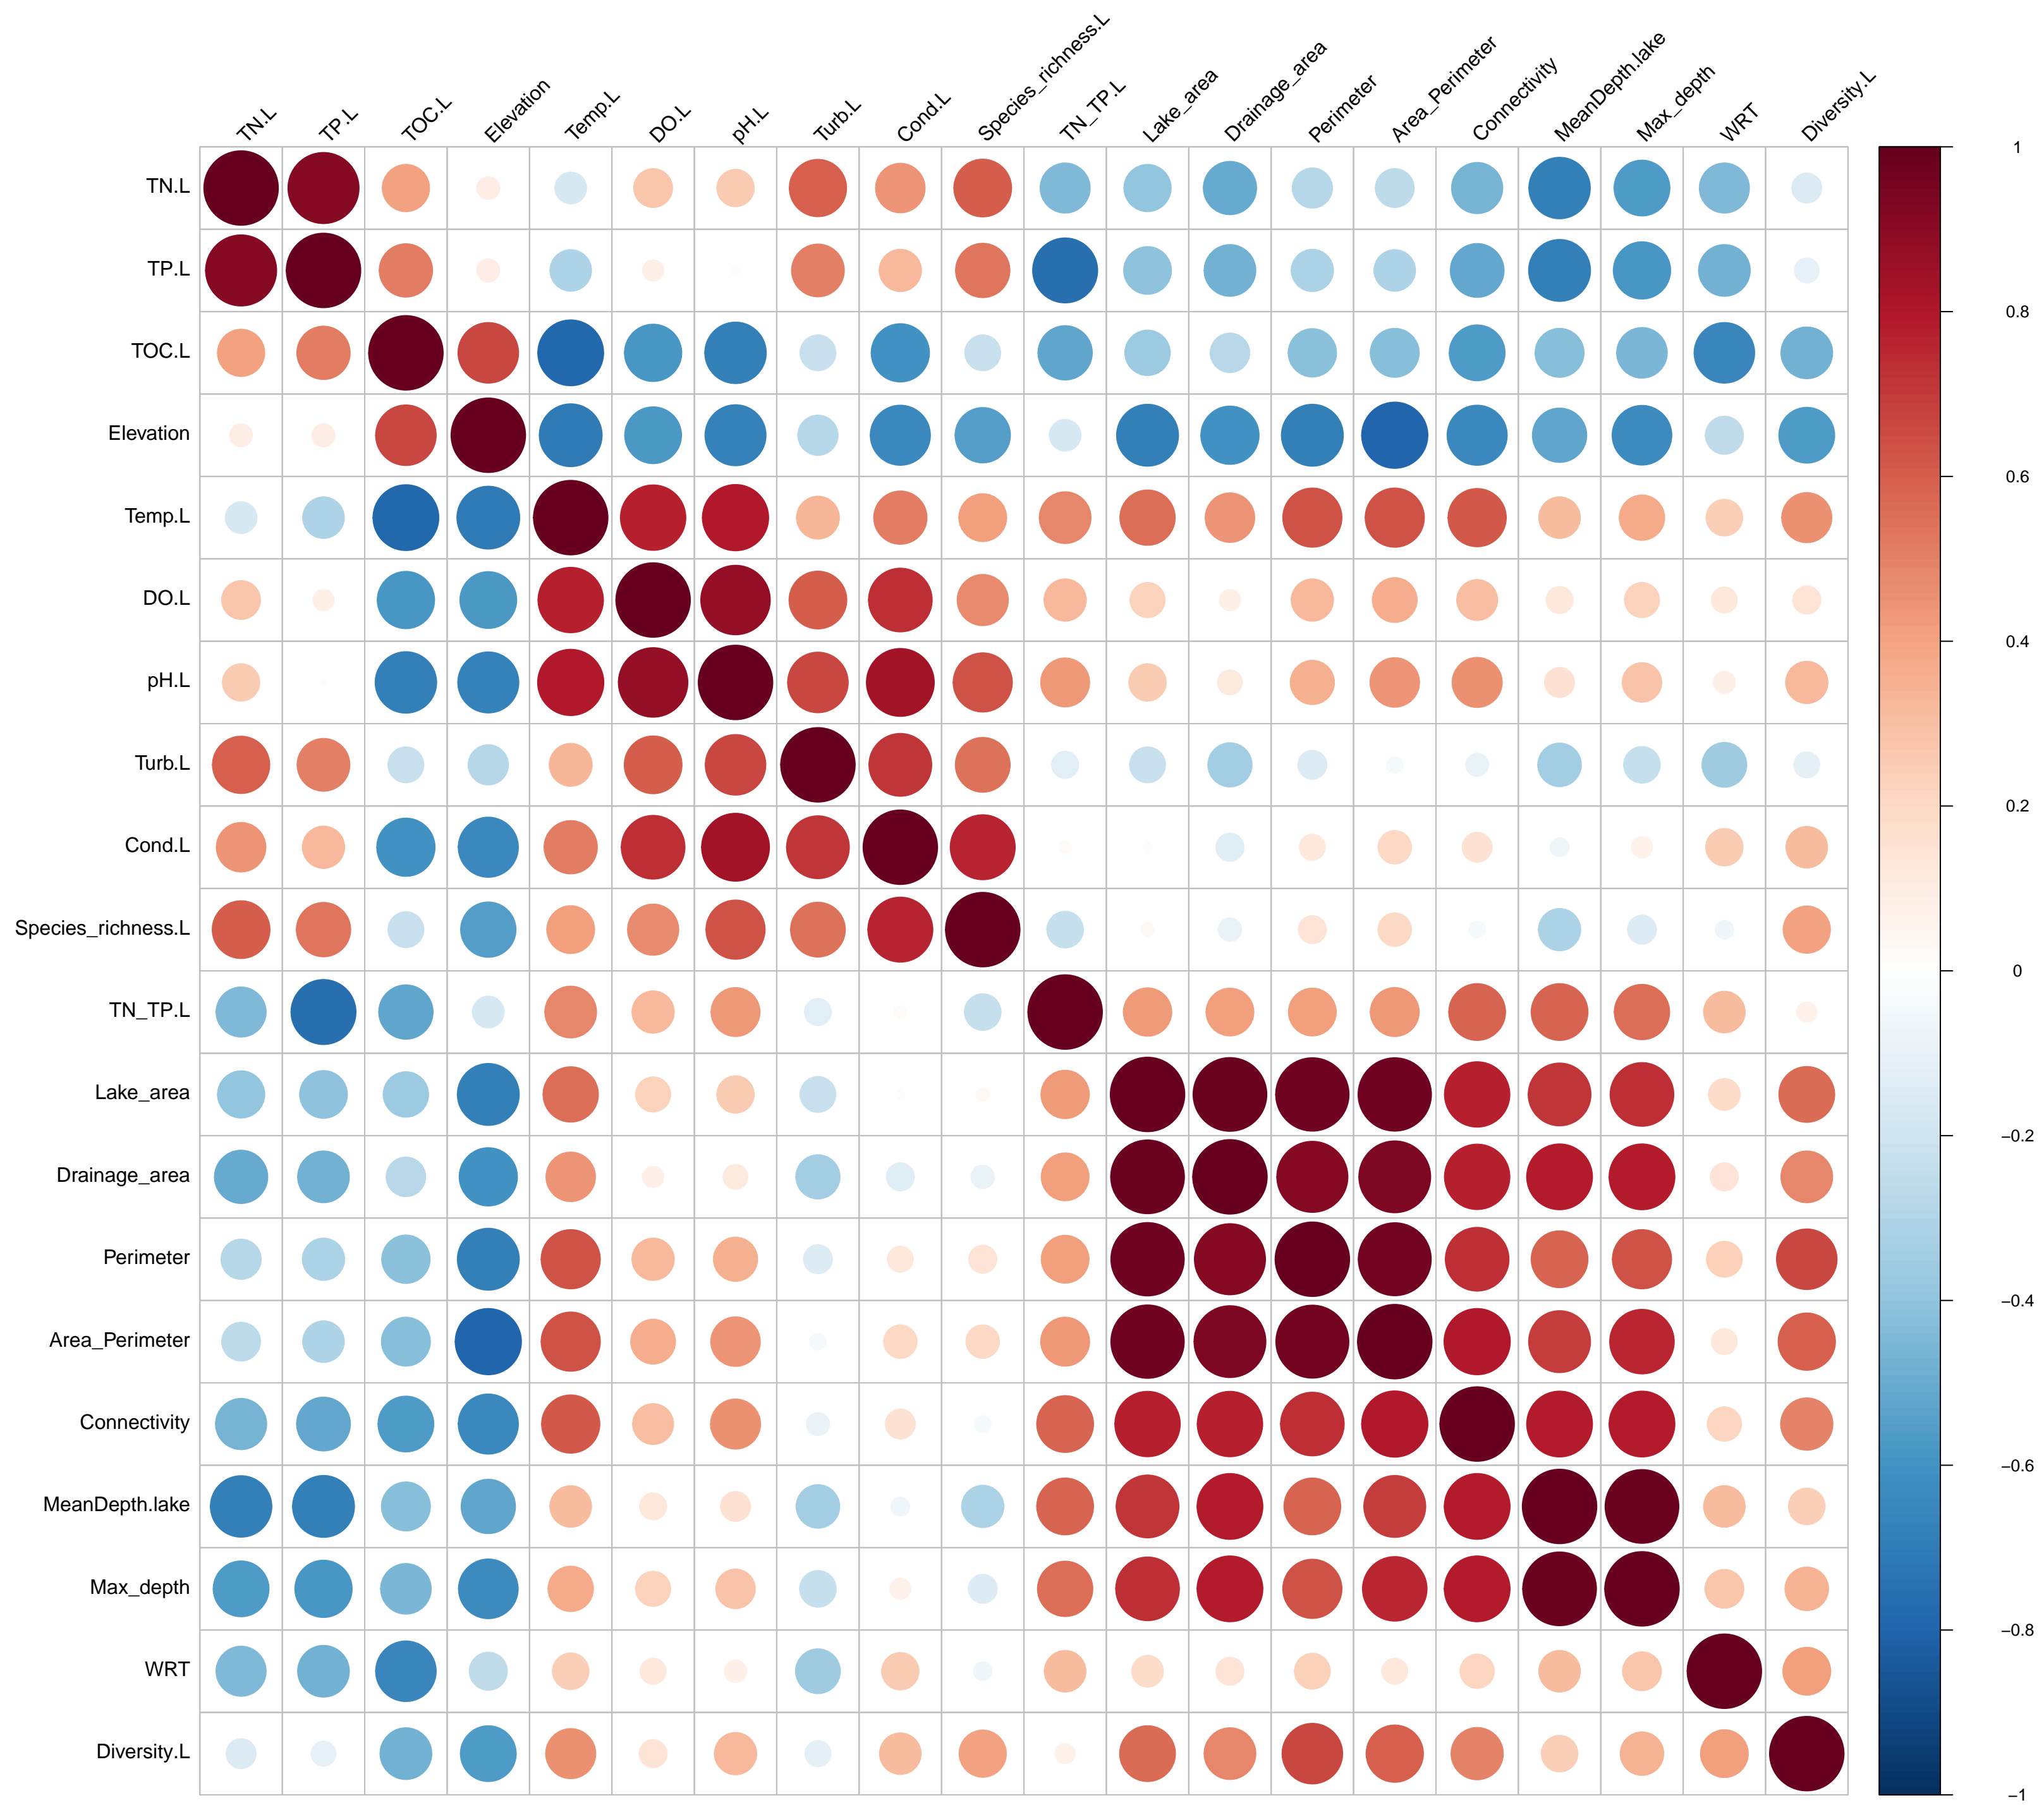 TN.L
TP.L
TOC.L
Elevation
Temp.L
DO.L
pH.L
Turb.L
Cond.L
Species_richness.L
TN_TP.L
Lake_area
Drainage_area
Perimeter
Area_Perimeter
Connectivity
MeanDepth.lake
Max_depth
WRT
Diversity.L
TN.L
TP.L
TOC.L
Elevation
Temp.L
DO.L
pH.L
Turb.L
Cond.L
Species_richness.L
TN_TP.L
Lake_area
Drainage_area
Perimeter
Area_Perimeter
Connectivity
MeanDepth.lake
Max_depth
WRT
Diversity.L
1
0.8
0.6
0.4
0.2
0
−0.2
−0.4
−0.6
−0.8
−1